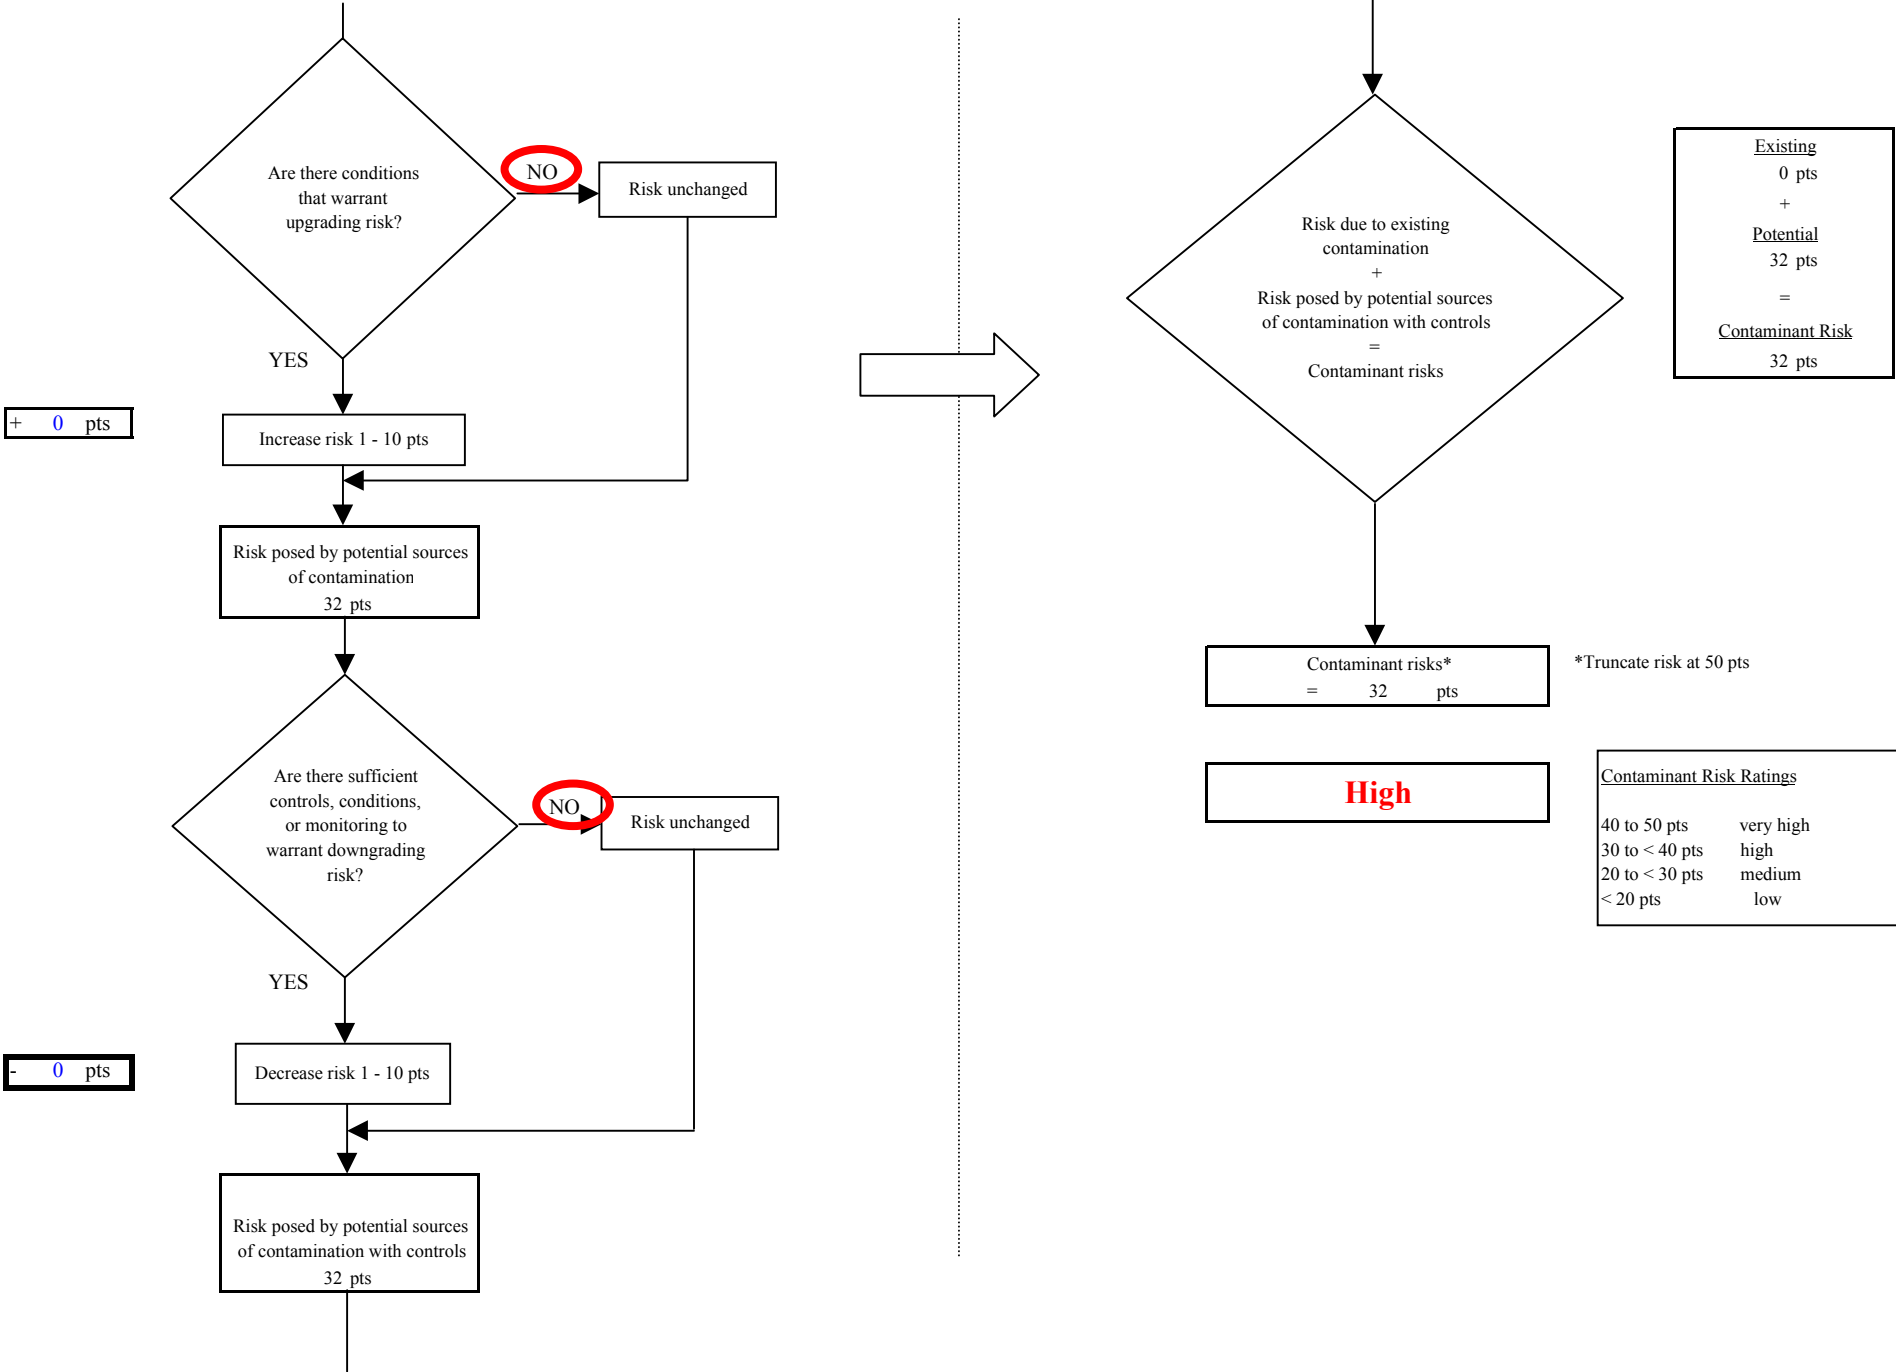 Are there conditions
that warrant
upgrading risk?
NO
Risk unchanged
YES
+ 0 pts
Increase risk 1 - 10 pts
Risk posed by potential sources
of contamination
32 pts
Are there sufficient
controls, conditions,
or monitoring to
warrant downgrading
risk?
NO
Risk unchanged
YES
- 0 pts
Decrease risk 1 - 10 pts
Risk posed by potential sources
of contamination with controls
32 pts
Risk due to existing
contamination
+
Risk posed by potential sources
of contamination with controls
=
Contaminant risks
Existing
0 pts
+
Potential
32 pts
=
Contaminant Risk
32 pts
Contaminant risks*
= 32 pts
*Truncate risk at 50 pts
High
Contaminant Risk Ratings
40 to 50 pts very high
30 to < 40 pts high
20 to < 30 pts medium
< 20 pts low